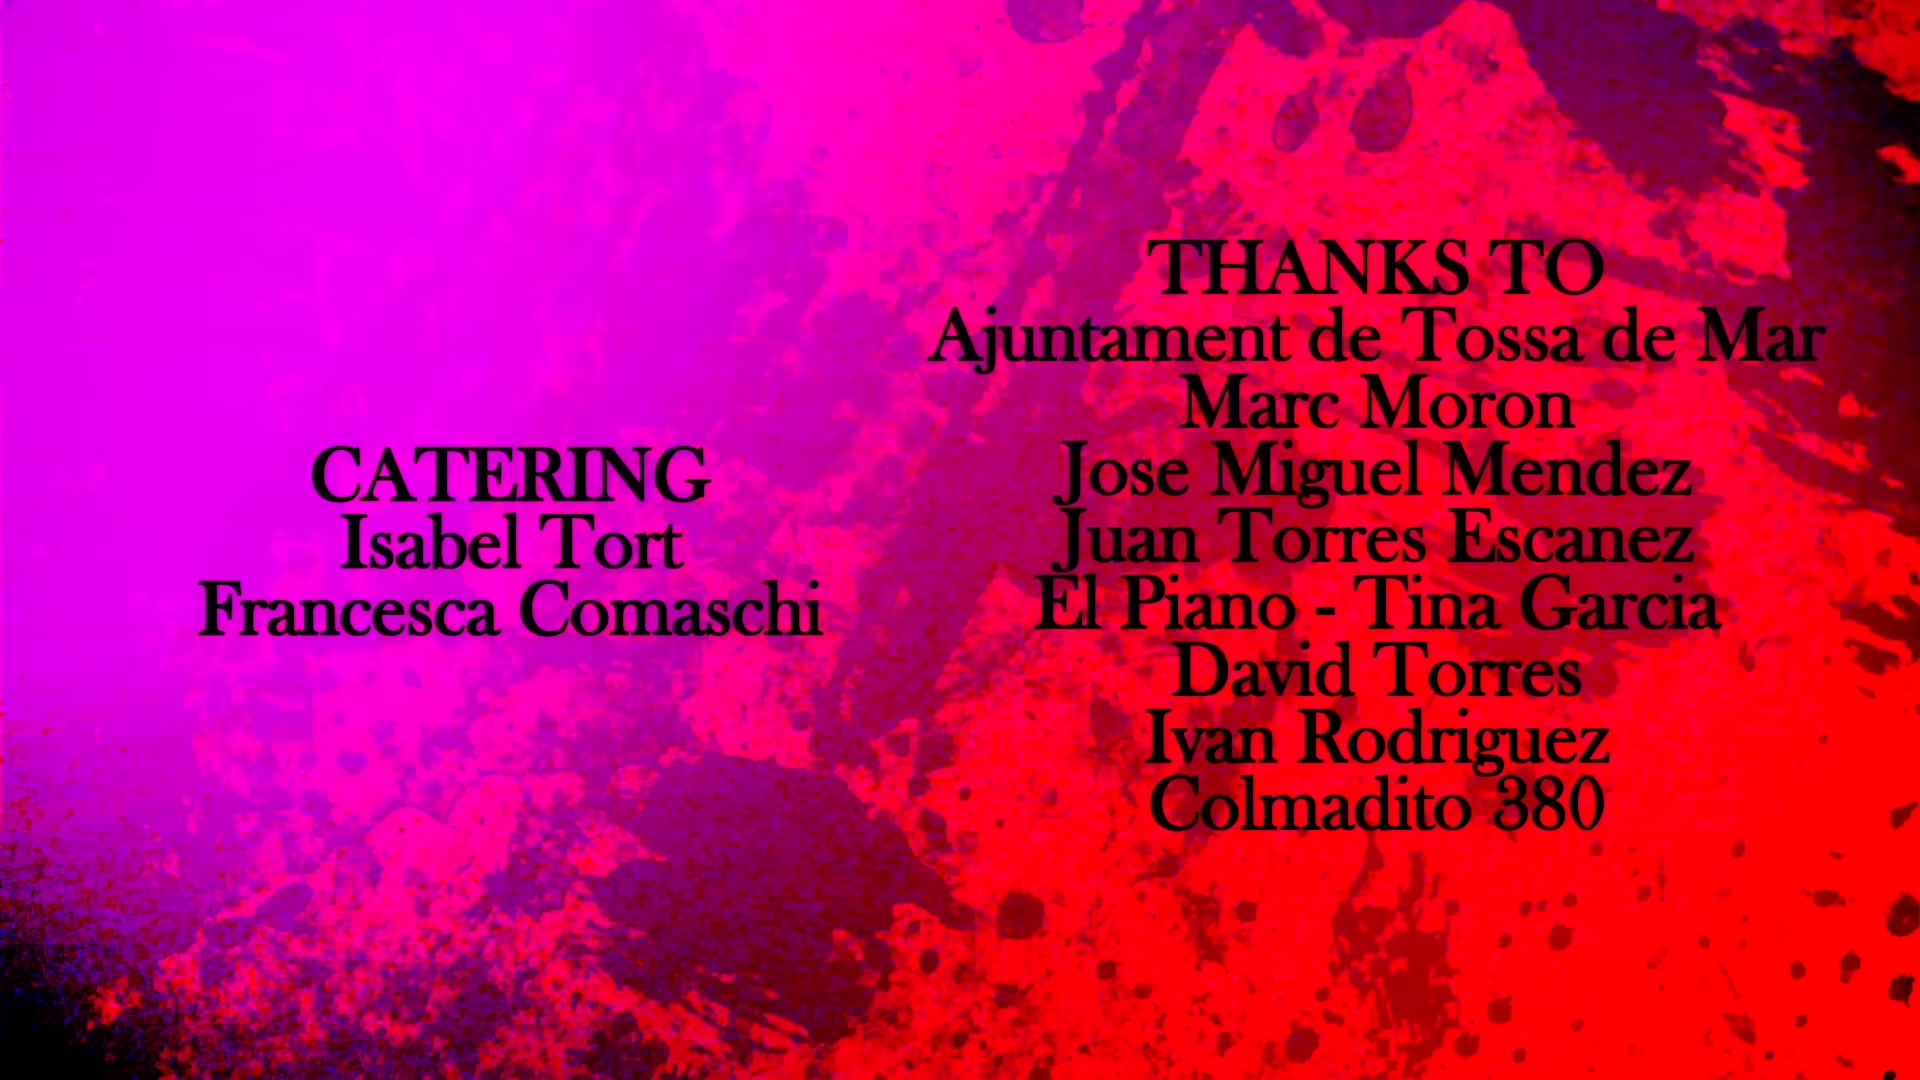 CATERING
Isabel Tort
Francesca Comaschi
THANKS TO
Ajuntament de Tossa de Mar
Marc Moron
Jose Miguel Mendez
Juan Torres Escanez
El Piano - Tina Garcia
David Torres
Ivan Rodriguez
Colmadito 380